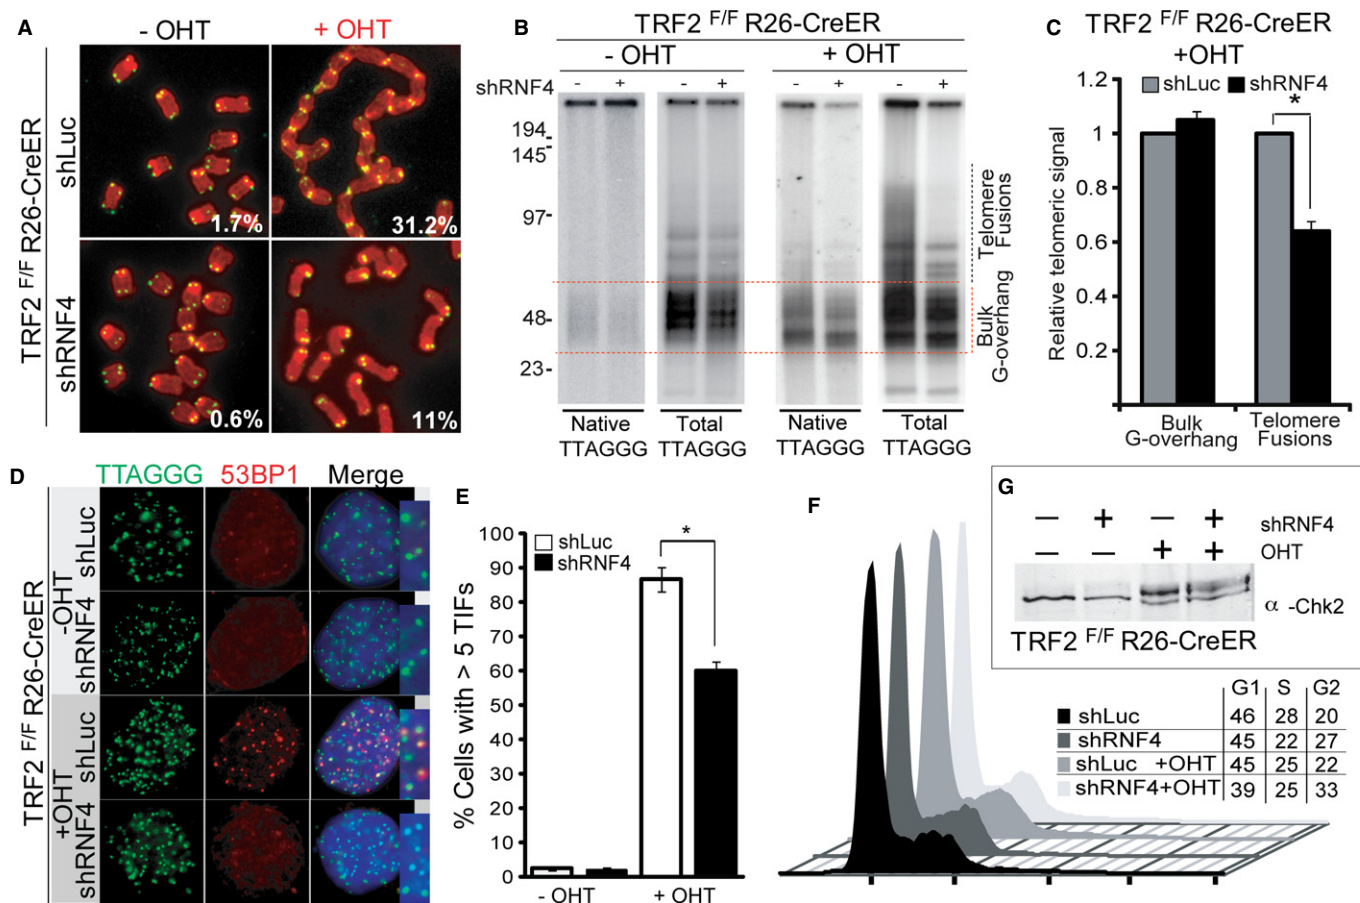 A
- OHT
+ OHT
TRF2 F/F R26-CreER
shLuc
shRNF4
1.7%
31.2%
0.6%
11%
B
TRF2 F/F R26-CreER
- OHT
+ OHT
shRNF4
- + - + - + - +
194-
145-
97-
48-
23-
Telomere
Fusions
Bulk
G-overhang
Native
TTAGGG
Total
TTAGGG
Native
TTAGGG
Total
TTAGGG
C
TRF2 F/F R26-CreER
+OHT
shLuc
shRNF4
*
Relative telomeric signal
1
0.8
0.6
0.4
0.2
Bulk
G-overhang
Telomere
Fusions
D
TTAGGG
53BP1
Merge
TRF2 F/F R26-CreER
-OHT
shLuc
shRNF4
+OHT
shLuc
shRNF4
E
shLuc
shRNF4
*
% Cells with > 5 TIFs
100
90
80
70
60
50
40
30
20
10
0
- OHT
+ OHT
F
G1 S G2
shLuc 46 28 20
shRNF4 45 22 27
shLuc +OHT 45 25 22
shRNF4+OHT 39 25 33
G
— + — + shRNF4
— — + + OHT
α -Chk2
TRF2 F/F R26-CreER